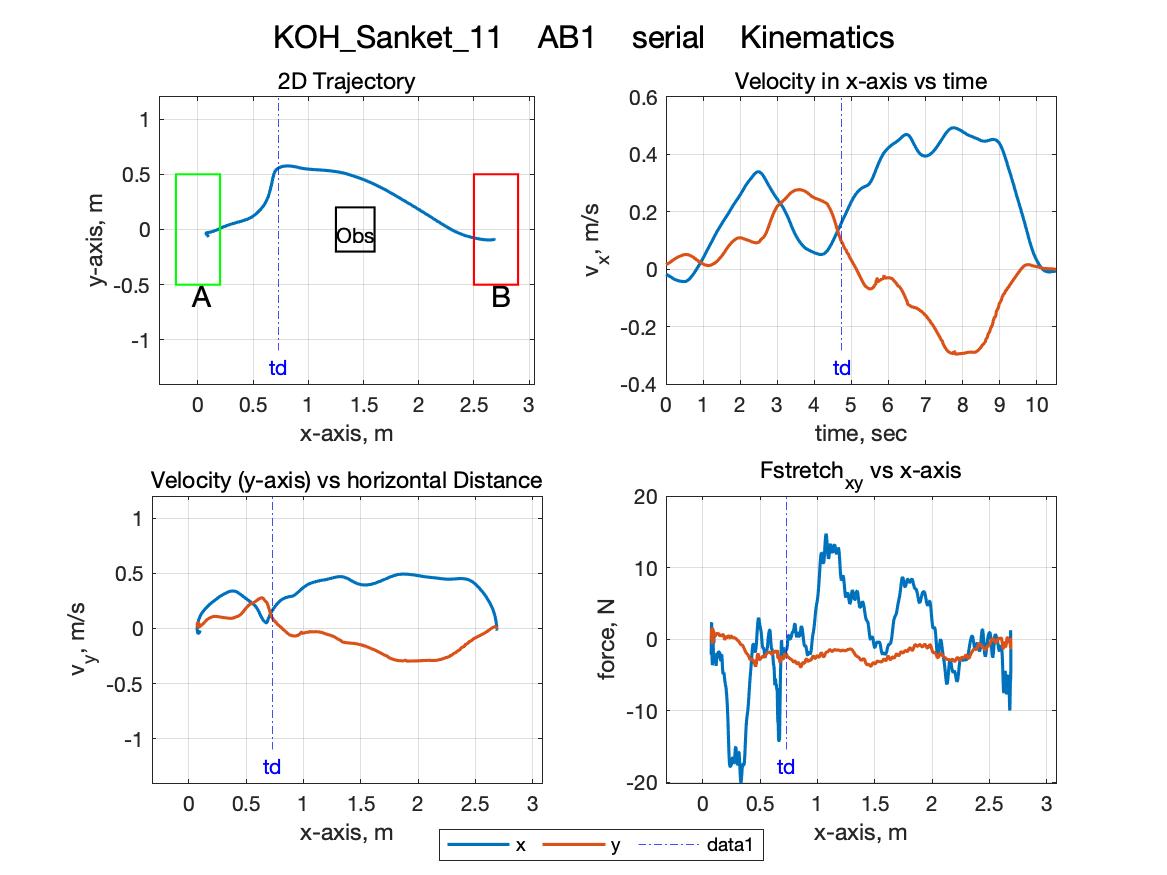 KOH_Sanket_11 AB1 serial Kinematics
2D Trajectory
1
0.5
0
-0.5
-1
y-axis, m
Obs
A
B
td
0 0.5 1 1.5 2 2.5 3
x-axis, m
Velocity in x-axis vs time
0.6
0.4
0.2
0
-0.2
-0.4
vx, m/s
td
0 1 2 3 4 5 6 7 8 9 10
time, sec
Velocity (y-axis) vs horizontal Distance
1
0.5
0
-0.5
-1
vy, m/s
td
0 0.5 1 1.5 2 2.5 3
x-axis, m
Fstretchxy vs x-axis
20
10
0
-10
-20
force, N
td
0 0.5 1 1.5 2 2.5 3
x-axis, m
x y data1